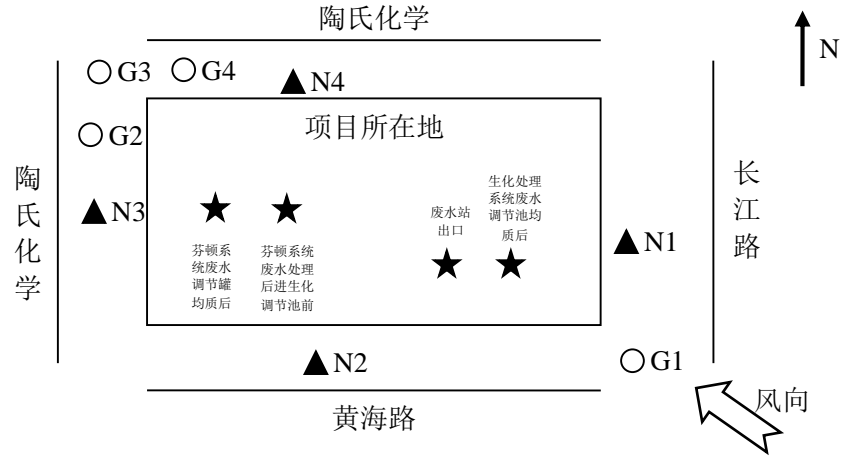 陶氏化学
N
G3
G4
N4
项目所在地
G2
陶氏化学
N3
生化处理
系统废水
调节池均
质后
废水站
出口
长江路
N1
芬顿系
统废水
调节罐
均质后
芬顿系统
废水处理
后进生化
调节池前
N2
G1
黄海路
风向